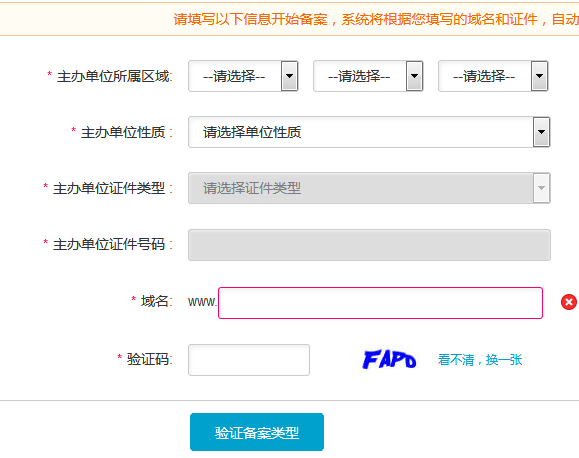 请填写以下信息开始备案，系统将根据您填写的域名和证件，自动
* 主办单位所属区域: --请选择-- --请选择-- --请选择--
* 主办单位性质 : 请选择单位性质
* 主办单位证件类型 : 请选择证件类型
* 主办单位证件号码 :
* 域名: www.
* 验证码: FAPD 看不清，换一张
验证备案类型